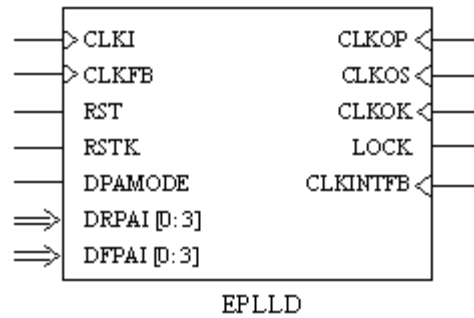 CLKI CLKOP
CLKFB CLKOS
RST CLKOK
RSTK LOCK
DPAMODE CLKINTFB
DRPAI [0:3]
DFPAI [0:3]
EPLLD